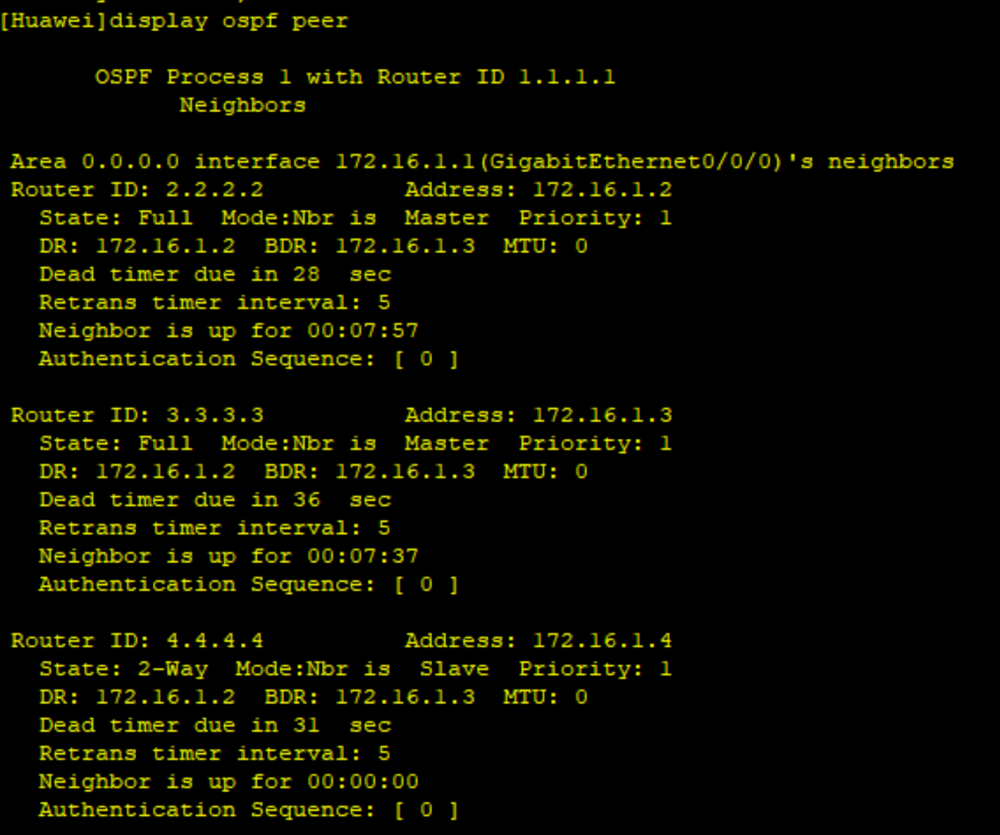 [Huawei]display ospf peer
OSPF Process 1 with Router ID 1.1.1.1
Neighbors
Area 0.0.0.0 interface 172.16.1.1(GigabitEthernet0/0/0)'s neighbors
Router ID: 2.2.2.2 Address: 172.16.1.2
State: Full Mode:Nbr is Master Priority: 1
DR: 172.16.1.2 BDR: 172.16.1.3 MTU: 0
Dead timer due in 28 sec
Retrans timer interval: 5
Neighbor is up for 00:07:57
Authentication Sequence: [ 0 ]
Router ID: 3.3.3.3 Address: 172.16.1.3
State: Full Mode:Nbr is Master Priority: 1
DR: 172.16.1.2 BDR: 172.16.1.3 MTU: 0
Dead timer due in 36 sec
Retrans timer interval: 5
Neighbor is up for 00:07:37
Authentication Sequence: [ 0 ]
Router ID: 4.4.4.4 Address: 172.16.1.4
State: 2-Way Mode:Nbr is Slave Priority: 1
DR: 172.16.1.2 BDR: 172.16.1.3 MTU: 0
Dead timer due in 31 sec
Retrans timer interval: 5
Neighbor is up for 00:00:00
Authentication Sequence: [ 0 ]